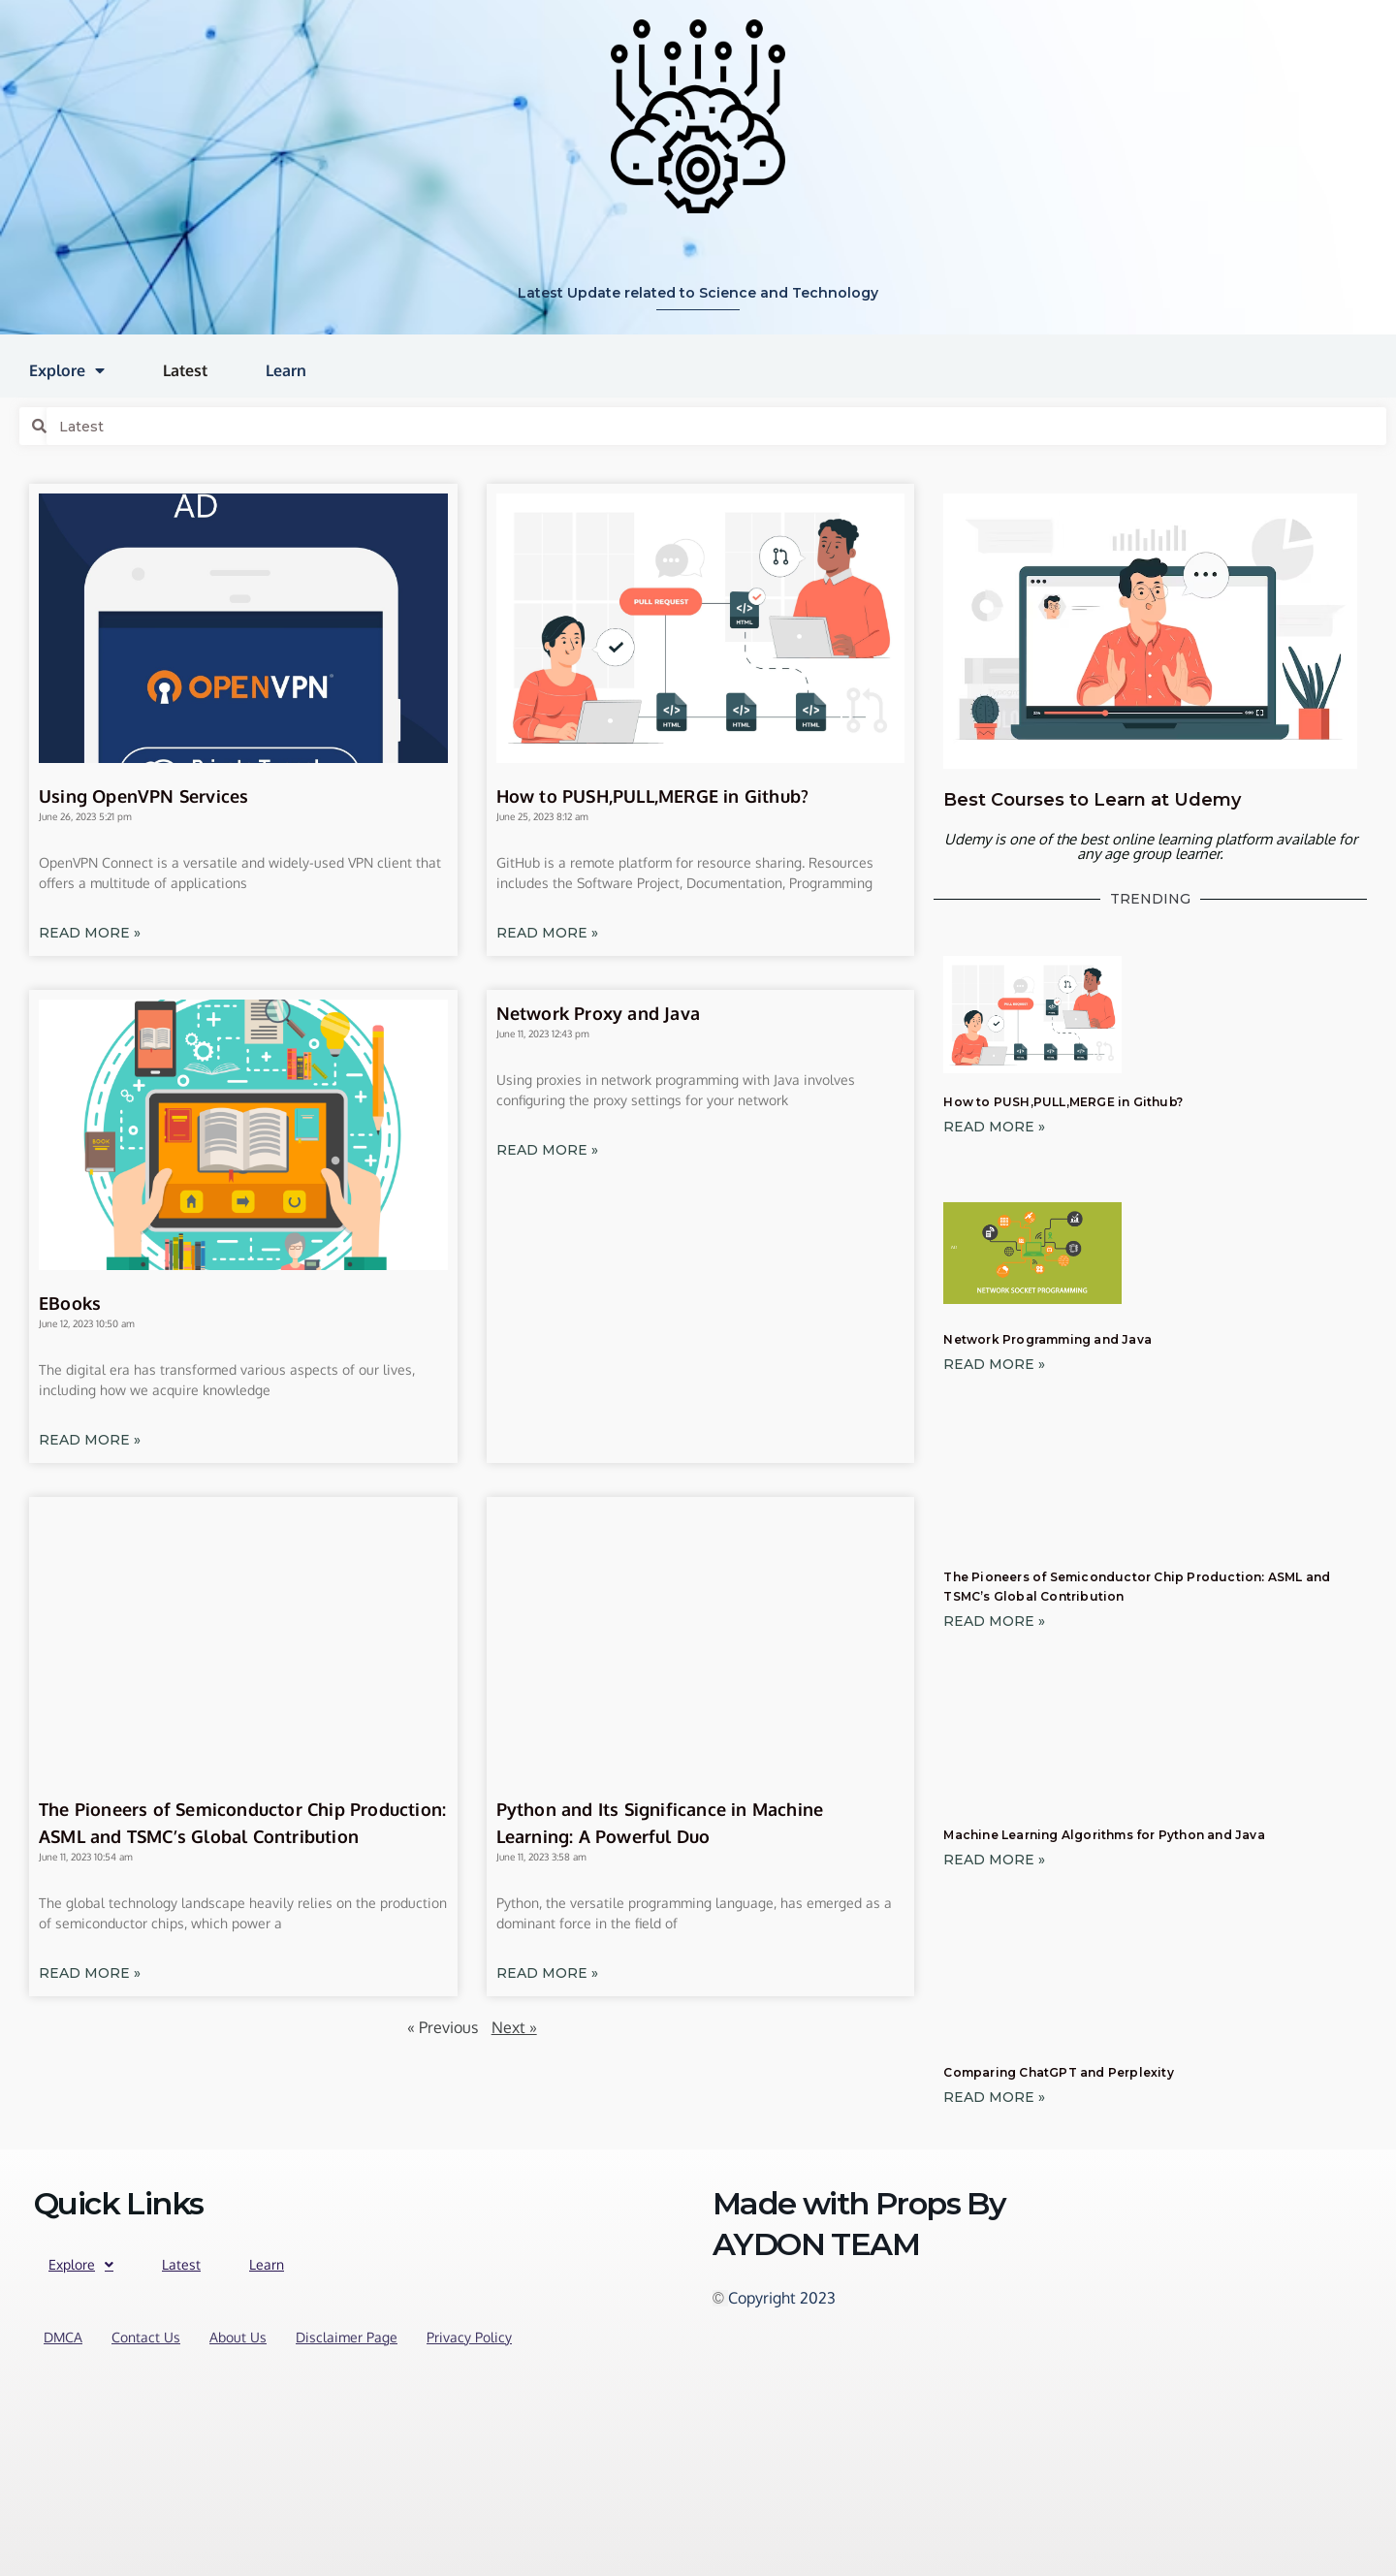 Latest Update related to Science and Technology
Explore
Latest
Learn
Latest
AD
OPENVPN
Using OpenVPN Services
June 26, 2023 5:21 pm
OpenVPN Connect is a versatile and widely-used VPN client that
offers a multitude of applications
READ MORE »
PULL REQUEST
HTML
HTML
HTML
HTML
How to PUSH,PULL,MERGE in Github?
June 25, 2023 8:12 am
GitHub is a remote platform for resource sharing. Resources
includes the Software Project, Documentation, Programming
READ MORE »
BOOK
EBooks
June 12, 2023 10:50 am
The digital era has transformed various aspects of our lives,
including how we acquire knowledge
READ MORE »
Network Proxy and Java
June 11, 2023 12:43 pm
Using proxies in network programming with Java involves
configuring the proxy settings for your network
READ MORE »
The Pioneers of Semiconductor Chip Production:
ASML and TSMC’s Global Contribution
June 11, 2023 10:54 am
The global technology landscape heavily relies on the production
of semiconductor chips, which power a
READ MORE »
Python and Its Significance in Machine
Learning: A Powerful Duo
June 11, 2023 3:58 am
Python, the versatile programming language, has emerged as a
dominant force in the field of
READ MORE »
« Previous Next »
Best Courses to Learn at Udemy
Udemy is one of the best online learning platform available for
any age group learner.
TRENDING
PULL REQUEST
HTML
HTML
HTML
How to PUSH,PULL,MERGE in Github?
READ MORE »
NETWORK SOCKET PROGRAMMING
Network Programming and Java
READ MORE »
The Pioneers of Semiconductor Chip Production: ASML and
TSMC’s Global Contribution
READ MORE »
Machine Learning Algorithms for Python and Java
READ MORE »
Comparing ChatGPT and Perplexity
READ MORE »
Quick Links
Explore
Latest
Learn
DMCA
Contact Us
About Us
Disclaimer Page
Privacy Policy
Made with Props By
AYDON TEAM
© Copyright 2023